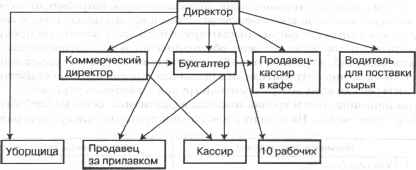 Директор
Коммерческий
директор
Бухгалтер
Продавец-
кассир
в кафе
Водитель
для поставки
сырья
Уборщица
Продавец
за прилавком
Кассир
10 рабочих